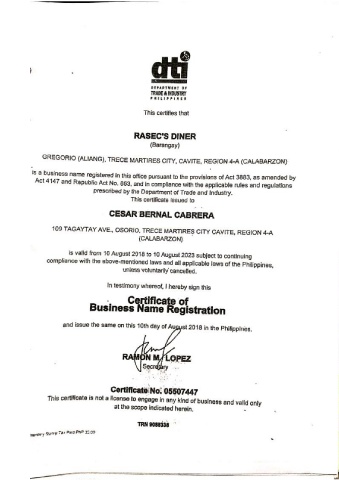 dti
DEPARTMENT OF
TRADE & INDUSTRY
PHILIPPINES
This certifies that
RASEC'S DINER
(Barangay)
GREGORIO (ALIANG), TRECE MARTIRES CITY, CAVITE, REGION 4-A (CALABARZON)
is a business name registered in this office pursuant to the provisions of Act 3883, as amended by
Act 4147 and Republic Act No. 863, and in compliance with the applicable rules and regulations
prescribed by the Department of Trade and Industry.
This certificate issued to
CESAR BERNAL CABRERA
109 TAGAYTAY AVE., OSORIO, TRECE MARTIRES CITY CAVITE, REGION 4-A
(CALABARZON)
is valid from 10 August 2018 to 10 August 2023 subject to continuing
compliance with the above-mentioned laws and all applicable laws of the Philippines,
unless voluntarily cancelled.
In testimony whereof, I hereby sign this
Certificate of
Business Name Registration
and issue the same on this 10th day of August 2018 in the Philippines.
RAMON M. LOPEZ
Secretary
Certificate No. 05507447
This certificate is not a license to engage in any kind of business and valid only
at the scope indicated herein.
TRN 9088338
Stamp Tax Paid PhP